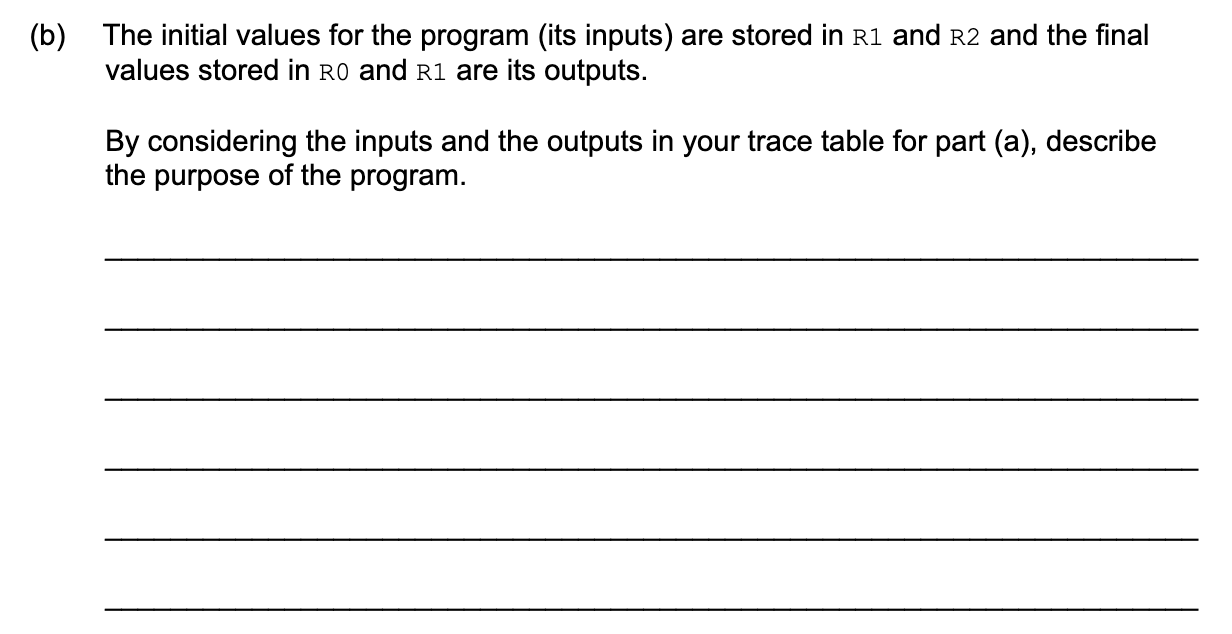 (b) The initial values for the program (its inputs) are stored in R1 and R2 and the final
values stored in R0 and R1 are its outputs.
By considering the inputs and the outputs in your trace table for part (a), describe
the purpose of the program.